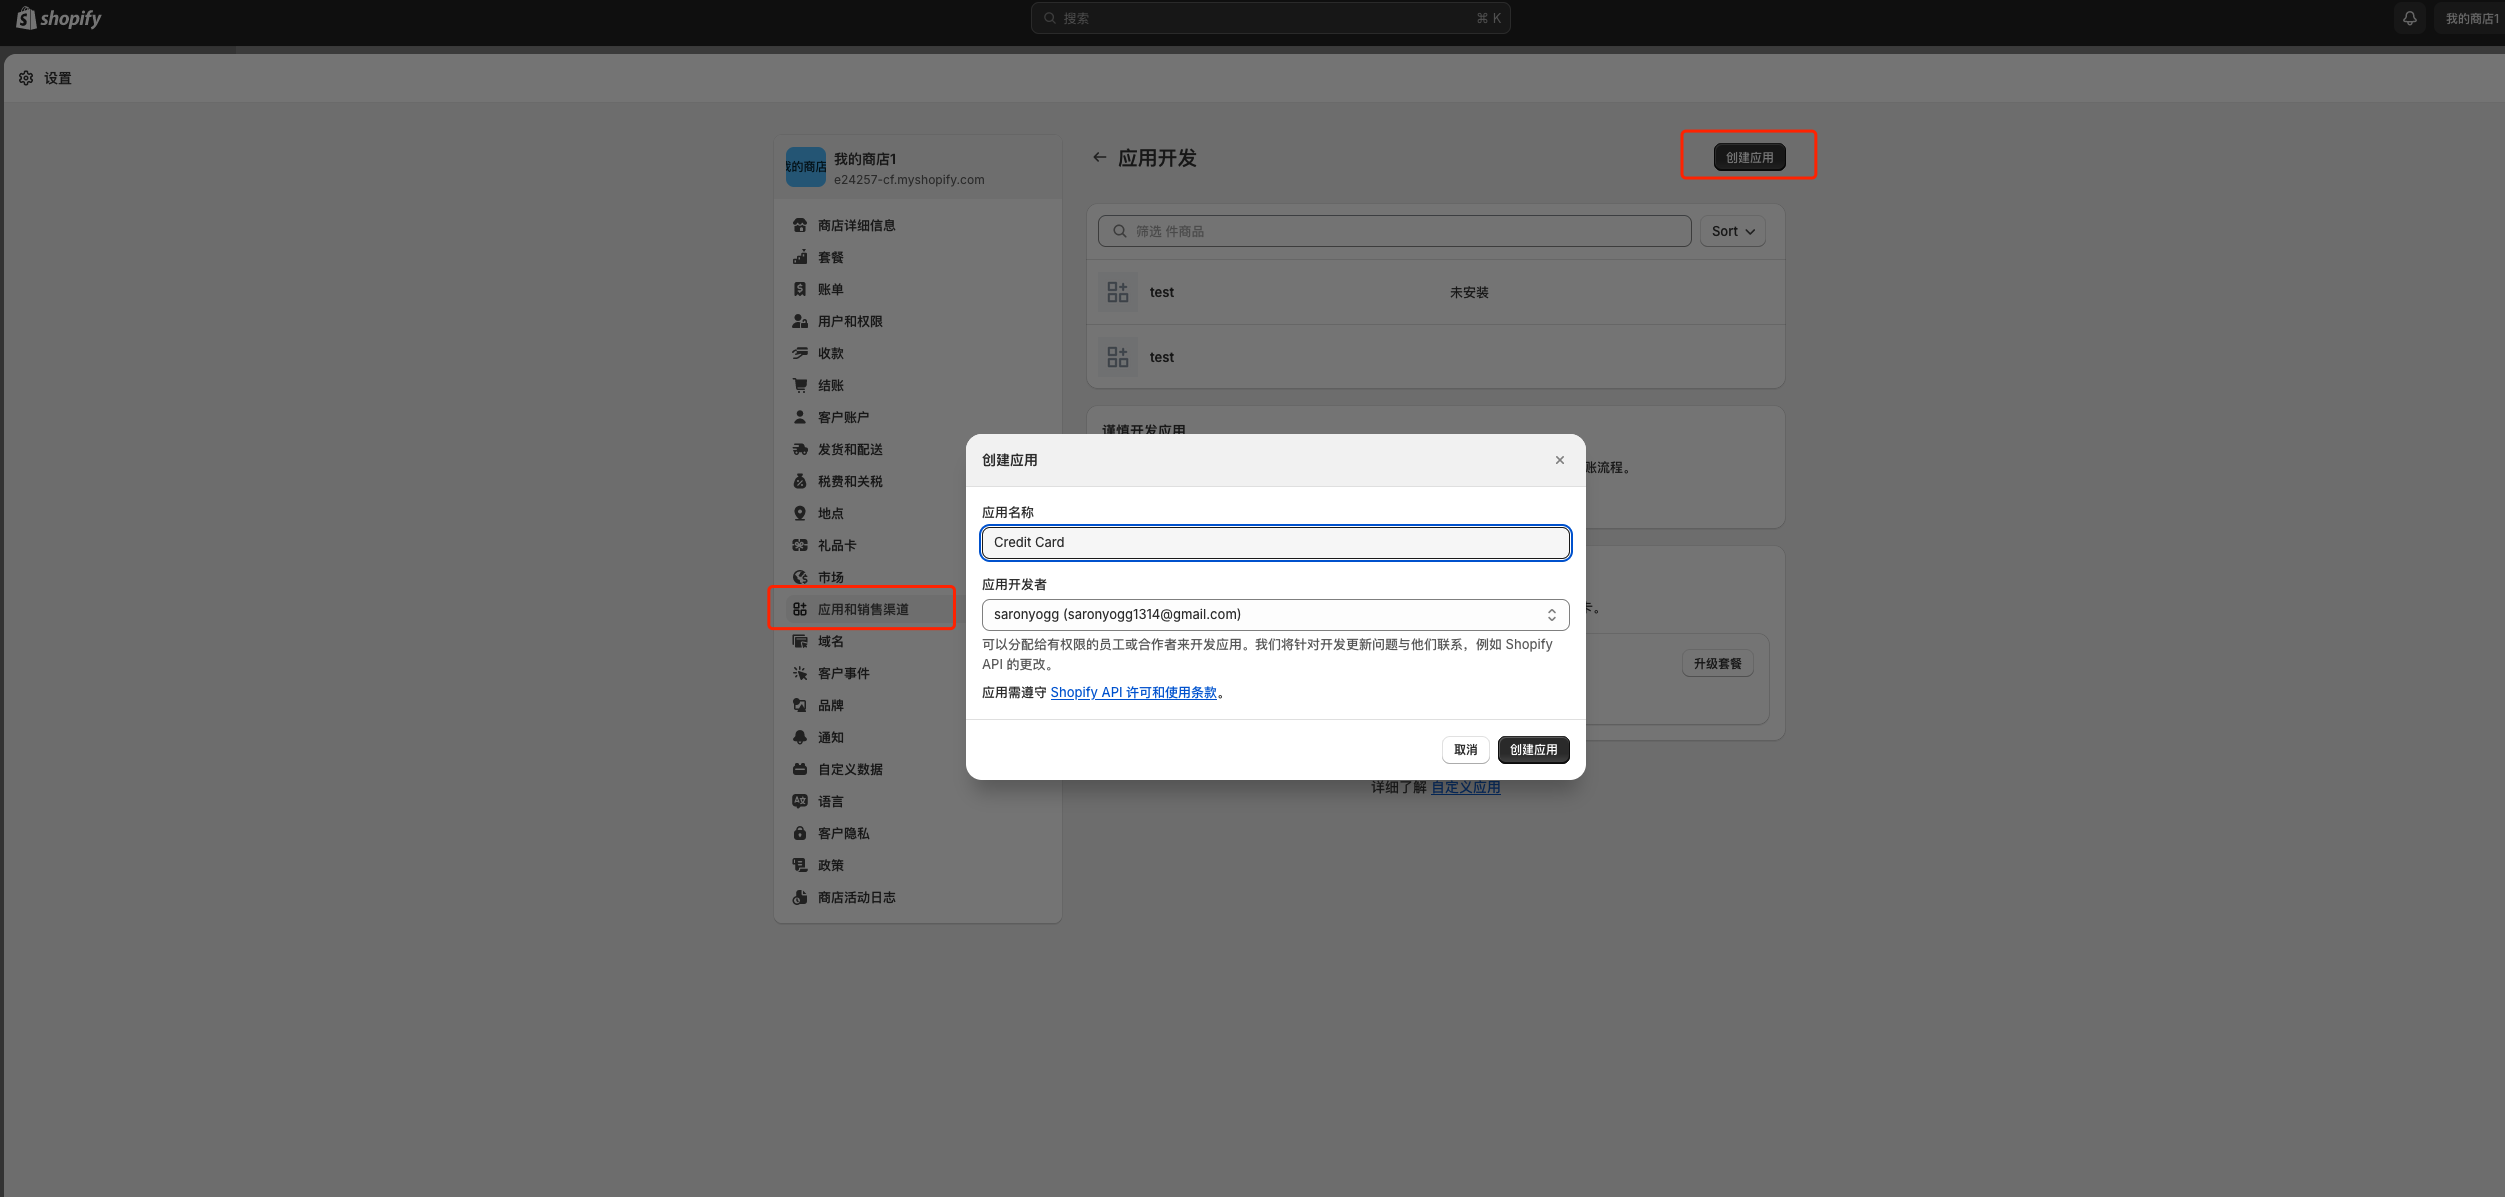 shopify
搜索
⌘ K
我的商店1
设置
我的商店
我的商店1
e24257-cf.myshopify.com
商店详细信息
套餐
账单
用户和权限
收款
结账
客户账户
发货和配送
税费和关税
地点
礼品卡
市场
应用和销售渠道
域名
客户事件
品牌
通知
自定义数据
语言
客户隐私
政策
商店活动日志
应用开发
创建应用
筛选 件商品
Sort
test
未安装
test
谨慎开发应用
账流程。
卡。
升级套餐
详细了解 自定义应用
创建应用
应用名称
Credit Card
应用开发者
saronyogg (saronyogg1314@gmail.com)
可以分配给有权限的员工或合作者来开发应用。我们将针对开发更新问题与他们联系，例如 Shopify
API 的更改。
应用需遵守 Shopify API 许可和使用条款。
取消
创建应用